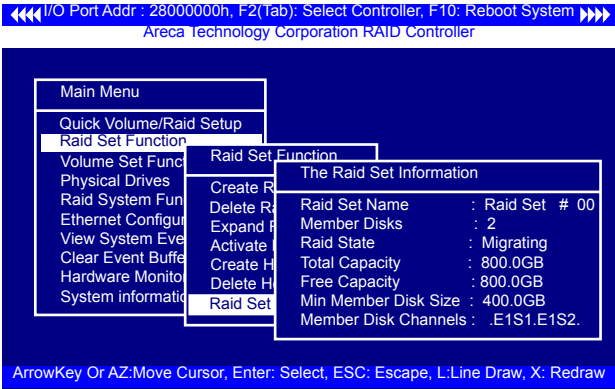 I/O Port Addr : 28000000h, F2(Tab): Select Controller, F10: Reboot System
Areca Technology Corporation RAID Controller
Main Menu
Quick Volume/Raid Setup
Raid Set Function
Volume Set Funct
Physical Drives
Raid System Fun
Ethernet Configur
View System Eve
Clear Event Buffe
Hardware Monito
System informatio
Raid Set Function
Create R
Delete Ra
Expand R
Activate
Create H
Delete Ho
Raid Set
The Raid Set Information
Raid Set Name : Raid Set # 00
Member Disks : 2
Raid State : Migrating
Total Capacity : 800.0GB
Free Capacity :800.0GB
Min Member Disk Size : 400.0GB
Member Disk Channels : .E1S1.E1S2.
ArrowKey Or AZ:Move Cursor, Enter: Select, ESC: Escape, L:Line Draw, X: Redraw